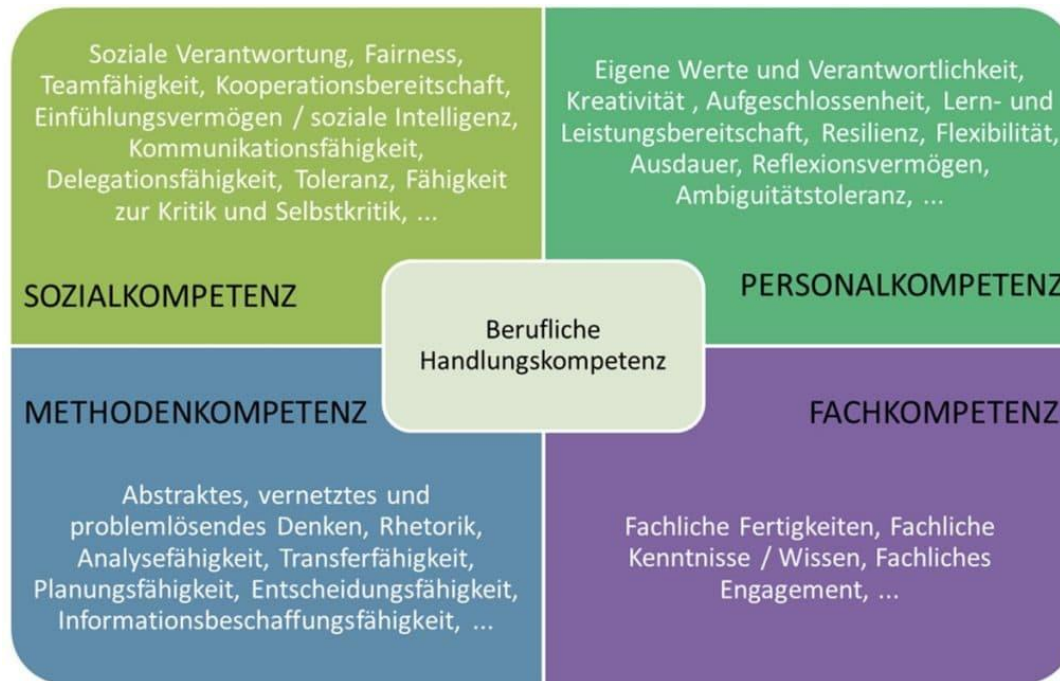 Soziale Verantwortung, Fairness,
Teamfähigkeit, Kooperationsbereitschaft,
Einfühlungsvermögen / soziale Intelligenz,
Kommunikationsfähigkeit,
Delegationsfähigkeit, Toleranz, Fähigkeit
zur Kritik und Selbstkritik, ...
SOZIALKOMPETENZ
Eigene Werte und Verantwortlichkeit,
Kreativität , Aufgeschlossenheit, Lern- und
Leistungsbereitschaft, Resilienz, Flexibilität,
Ausdauer, Reflexionsvermögen,
Ambiguitätstoleranz, ...
PERSONALKOMPETENZ
Berufliche
Handlungskompetenz
METHODENKOMPETENZ
Abstraktes, vernetztes und
problemlösendes Denken, Rhetorik,
Analysefähigkeit, Transferfähigkeit,
Planungsfähigkeit, Entscheidungsfähigkeit,
Informationsbeschaffungsfähigkeit, ...
FACHKOMPETENZ
Fachliche Fertigkeiten, Fachliche
Kenntnisse / Wissen, Fachliches
Engagement, ...